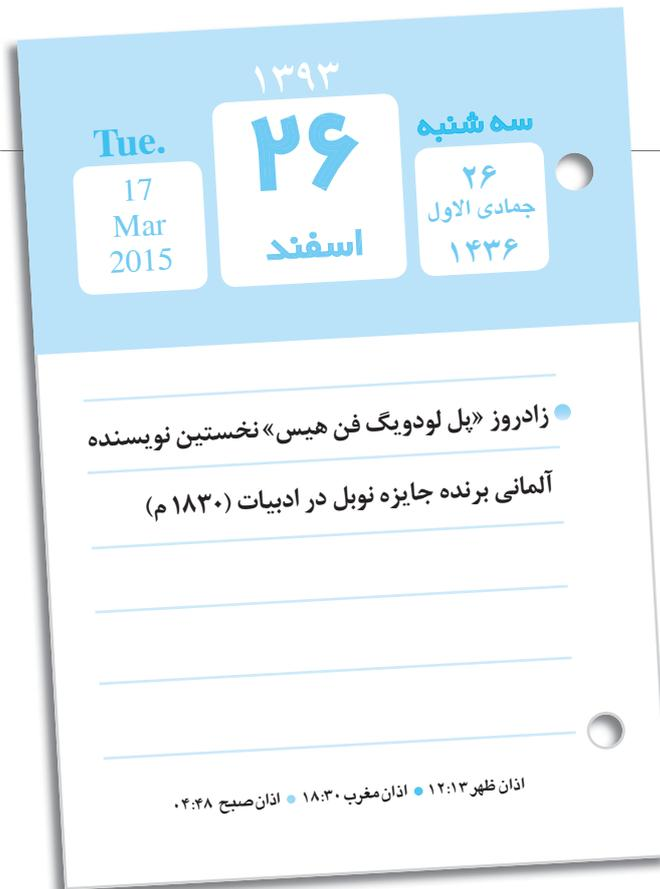 ۱۳۹۳
سه شنبه
۲۶
جمادی الاول
۱۴۳۶
۲۶
اسفند
Tue.
17
Mar
2015
زادروز «پل لودویگ فن هیس» نخستین نویسنده
آلمانی برنده جایزه نوبل در ادبیات (۱۸۳۰ م)
اذان ظهر ۱۲:۱۳ ● اذان مغرب ۱۸:۳۰ ● اذان صبح ۰۴:۴۸